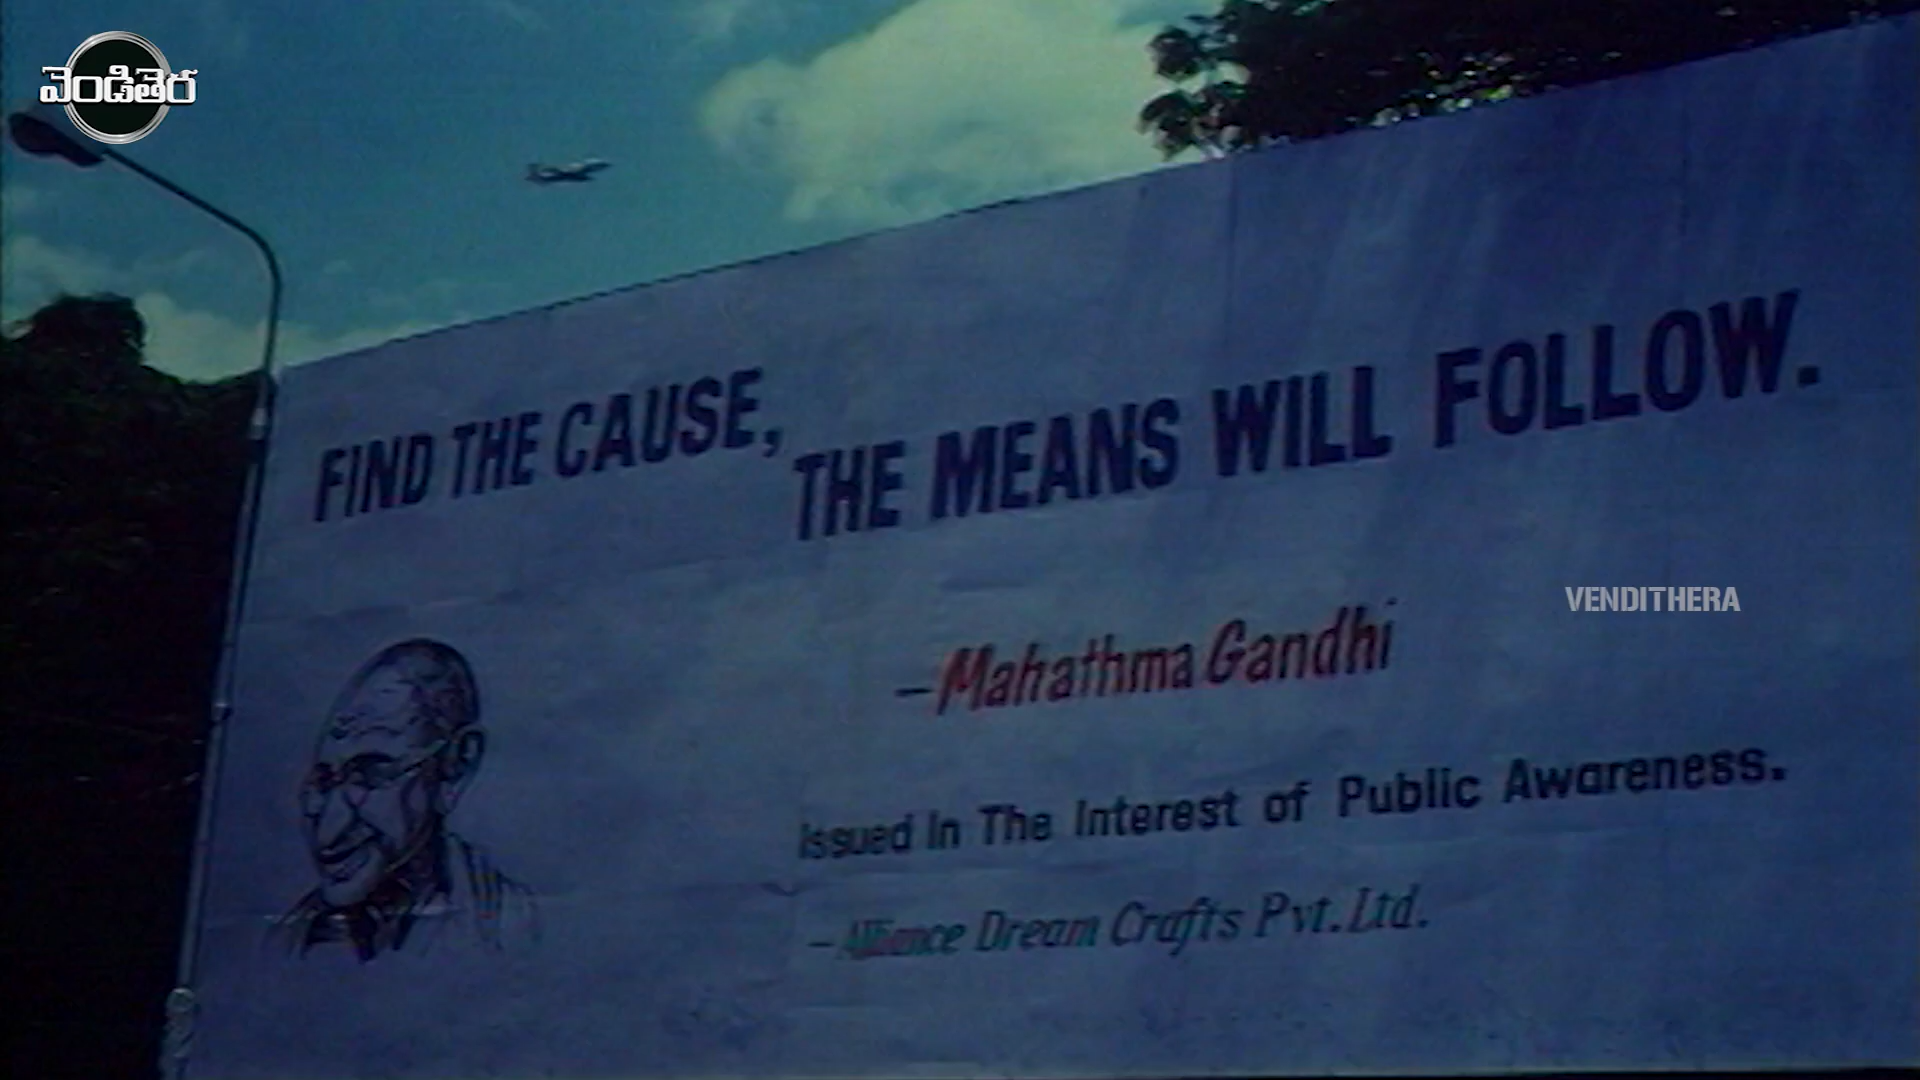 వెండితెర
FIND THE CAUSE, THE MEANS WILL FOLLOW.
VENDITHERA
– Mahathma Gandhi
Issued In The Interest of Public Awareness.
– Alliance Dream Crafts Pvt. Ltd.